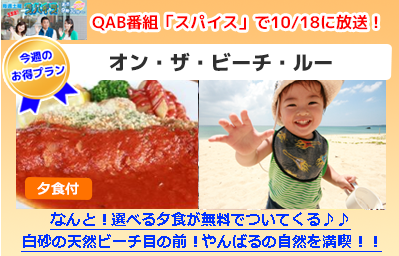 QAB番組「スパイス」で10/18に放送！
今週の
お得プラン
オン・ザ・ビーチ・ルー
夕食付
なんと！選べる夕食が無料でついてくる♪♪
白砂の天然ビーチ目の前！やんばるの自然を満喫！！